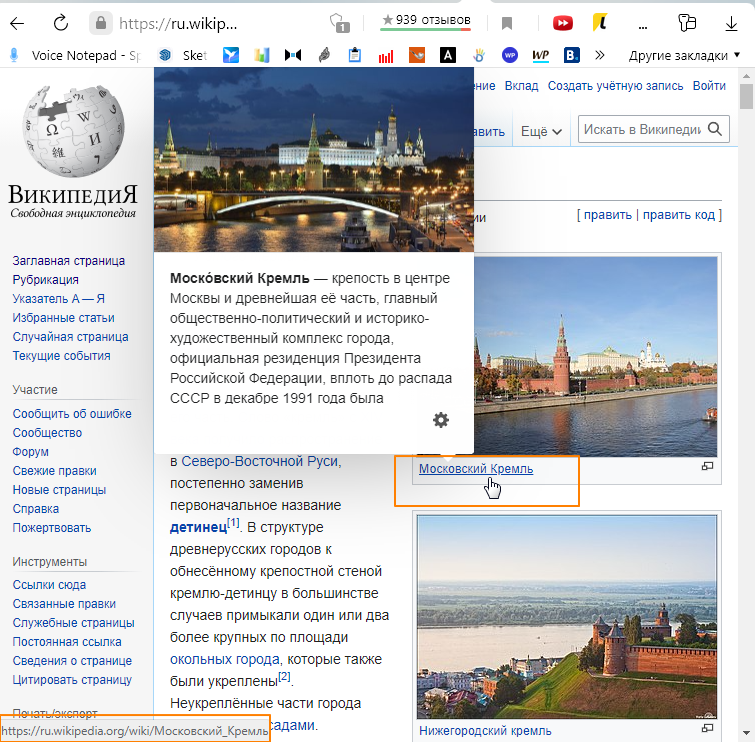 https://ru.wikip...
1
939 отзывов
...
Voice Notepad - Sp
Sket
A
WP
WP
B.
»
Другие закладки
Вклад
Создать учётную запись
Войти
Ещё
Искать в Википедии
ВИКИПЕДИЯ
Свободная энциклопедия
[ править | править код ]
Заглавная страница
Рубрикация
Указатель А — Я
Избранные статьи
Случайная страница
Текущие события
Участие
Сообщить об ошибке
Сообщество
Форум
Свежие правки
Новые страницы
Справка
Пожертвовать
Инструменты
Ссылки сюда
Связанные правки
Служебные страницы
Постоянная ссылка
Сведения о странице
Цитировать страницу
Печать/экспорт
https://ru.wikipedia.org/wiki/Московский_Кремль
Моско́вский Кремль — крепость в центре
Москвы и древнейшая её часть, главный
общественно-политический и историко-
художественный комплекс города,
официальная резиденция Президента
Российской Федерации, вплоть до распада
СССР в декабре 1991 года была
в Северо-Восточной Руси,
постепенно заменив
первоначальное название
детинец[1]. В структуре
древнерусских городов к
обнесённому крепостной стеной
кремлю-детинцу в большинстве
случаев примыкали один или два
более крупных по площади
окольных города, которые также
были укреплены[2].
Неукреплённые части города
Московский Кремль
Нижегородский кремль